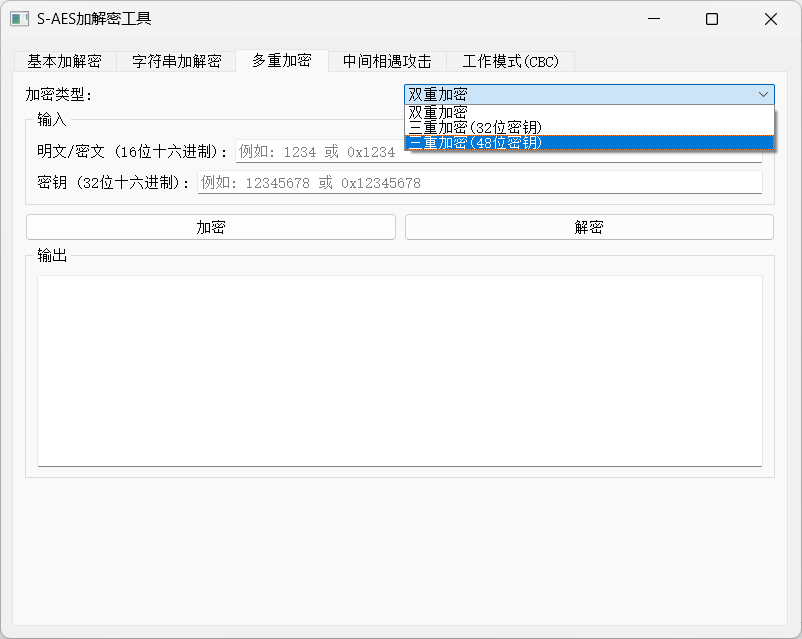 S-AES加解密工具
基本加解密 字符串加解密 多重加密 中间相遇攻击 工作模式(CBC)
加密类型: 双重加密
双重加密
三重加密(32位密钥)
三重加密(48位密钥)
输入
明文/密文 (16位十六进制): 例如: 1234 或 0x1234
密钥 (32位十六进制): 例如: 12345678 或 0x12345678
加密 解密
输出